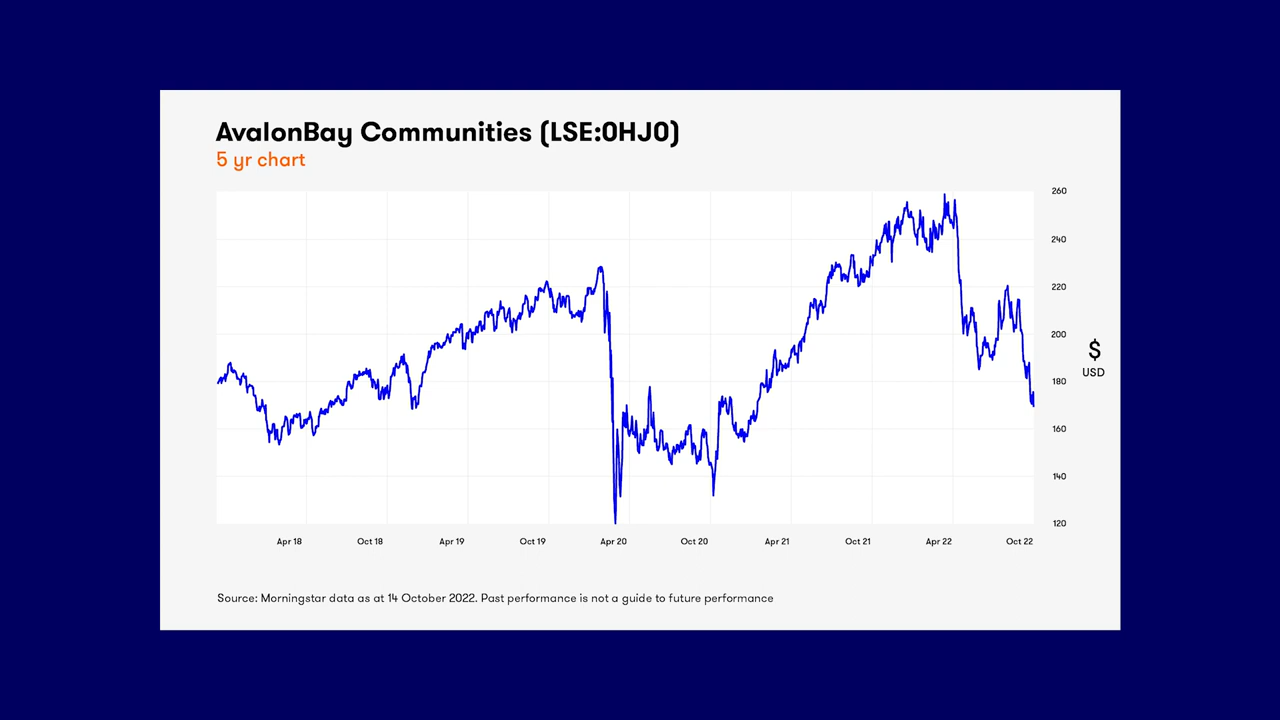 AvalonBay Communities (LSE:0HJ0)
5 yr chart
260
240
220
200
180
160
140
120
$
USD
Apr 18 Oct 18 Apr 19 Oct 19 Apr 20 Oct 20 Apr 21 Oct 21 Apr 22 Oct 22
Source: Morningstar data as at 14 October 2022. Past performance is not a guide to future performance